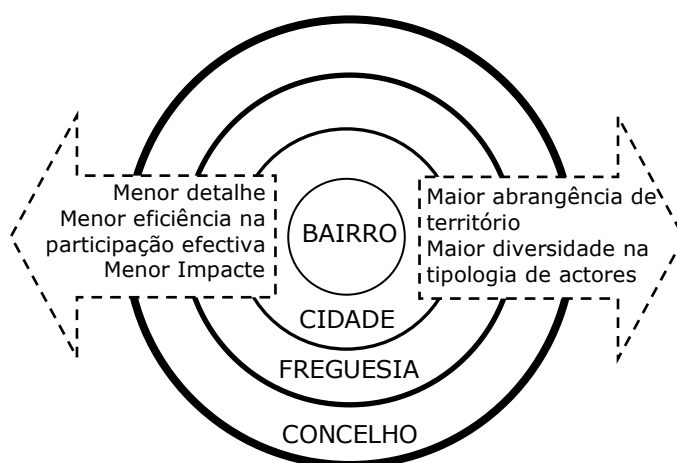 Menor detalhe
Menor eficiência na
participação efectiva
Menor Impacte
BAIRRO
Maior abrangência de
território
Maior diversidade na
tipologia de actores
CIDADE
FREGUESIA
CONCELHO